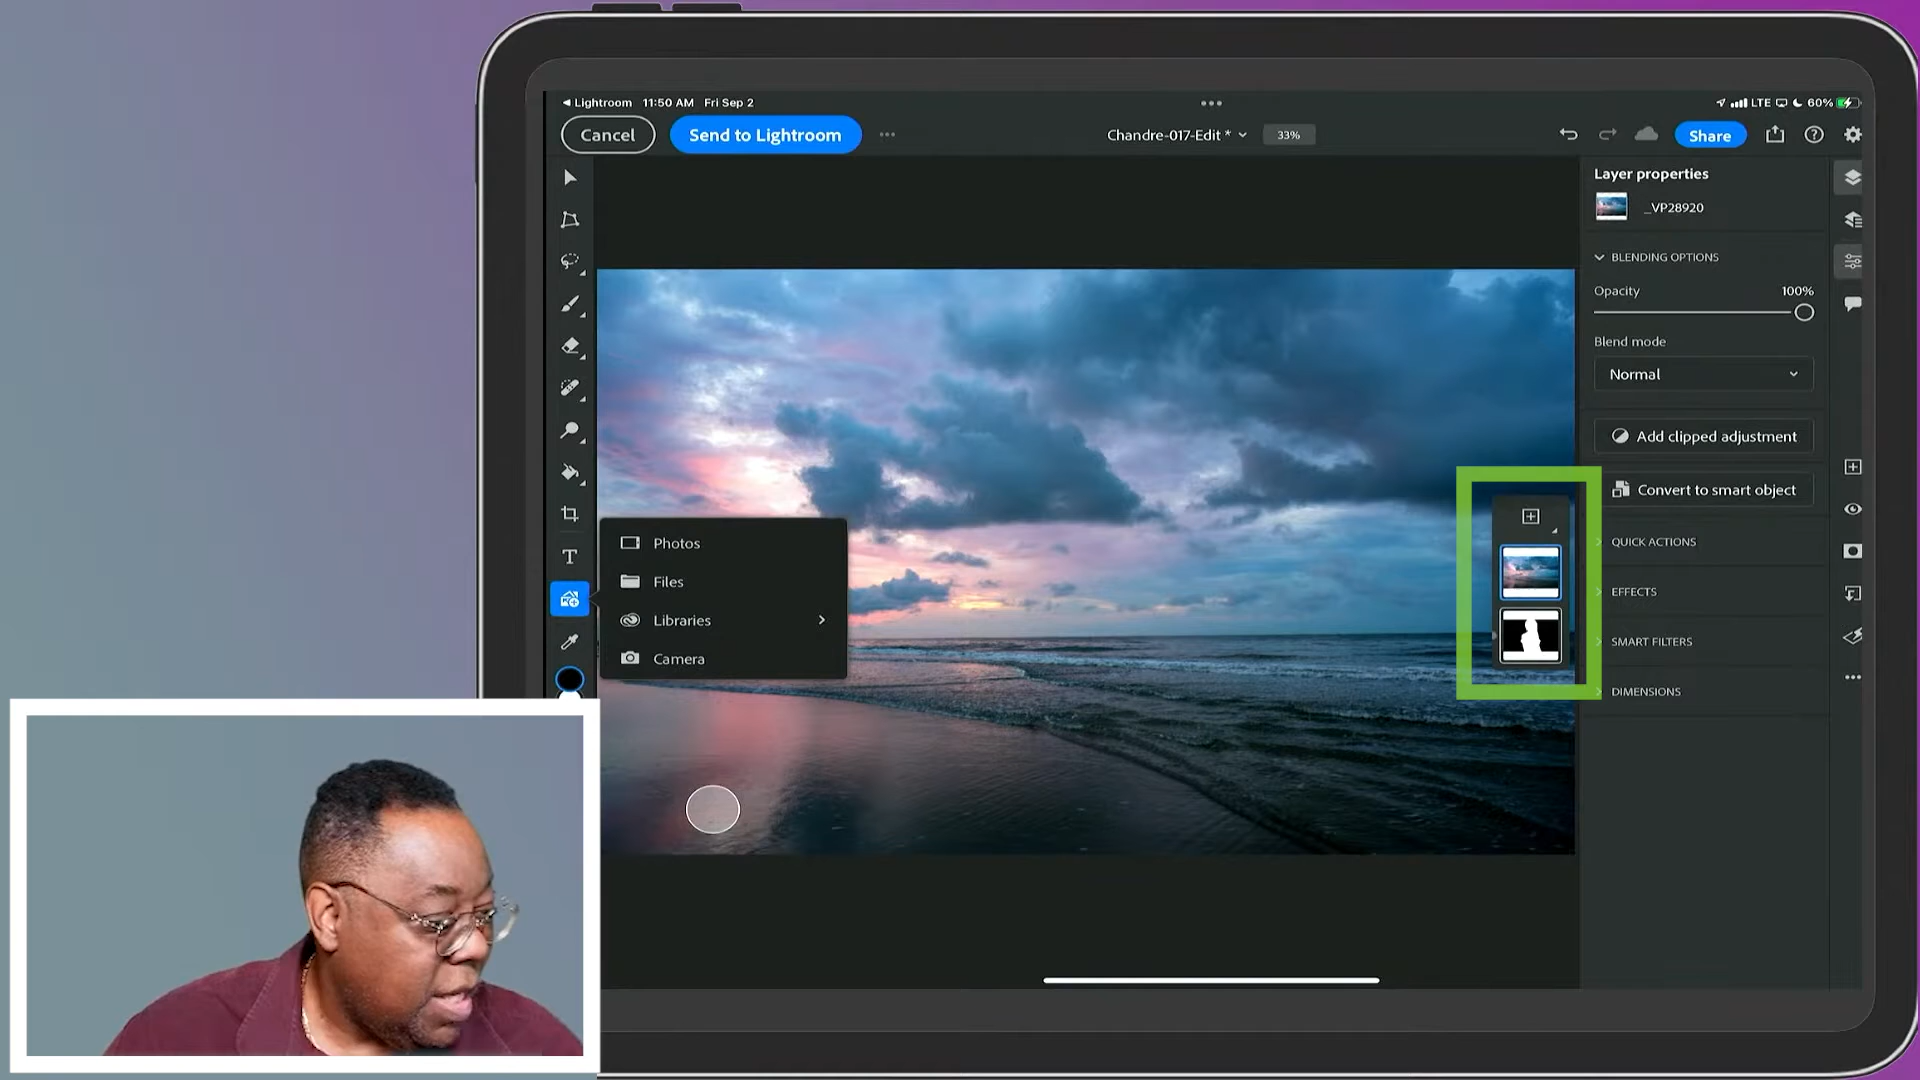 Lightroom 11:50 AM Fri Sep 2
LTE 60%
Cancel
Send to Lightroom
Chandre-017-Edit *
33%
Share
Layer properties
_VP28920
BLENDING OPTIONS
Opacity 100%
Blend mode
Normal
Add clipped adjustment
Convert to smart object
QUICK ACTIONS
EFFECTS
SMART FILTERS
DIMENSIONS
T
Photos
Files
Libraries
Camera